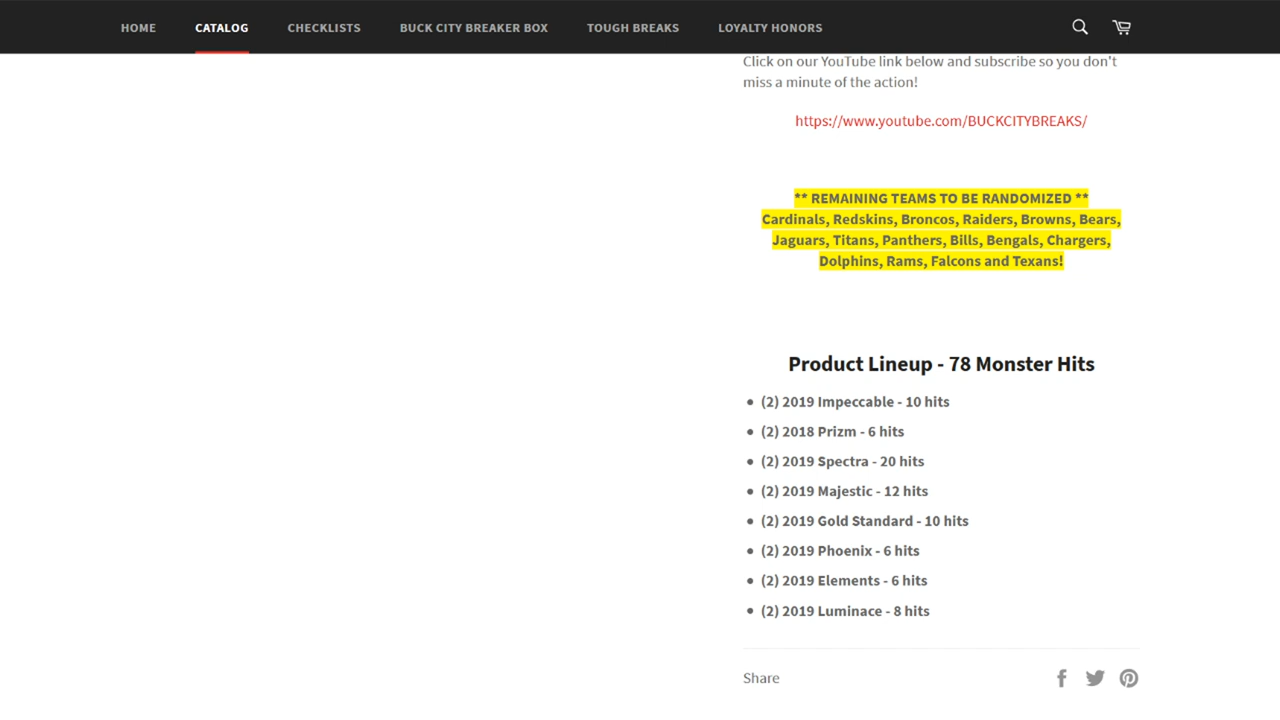 HOME CATALOG CHECKLISTS BUCK CITY BREAKER BOX TOUGH BREAKS LOYALTY HONORS
Click on our YouTube link below and subscribe so you don't
miss a minute of the action!
https://www.youtube.com/BUCKCITYBREAKS/
** REMAINING TEAMS TO BE RANDOMIZED **
Cardinals, Redskins, Broncos, Raiders, Browns, Bears,
Jaguars, Titans, Panthers, Bills, Bengals, Chargers,
Dolphins, Rams, Falcons and Texans!
Product Lineup - 78 Monster Hits
• (2) 2019 Impeccable - 10 hits
• (2) 2018 Prizm - 6 hits
• (2) 2019 Spectra - 20 hits
• (2) 2019 Majestic - 12 hits
• (2) 2019 Gold Standard - 10 hits
• (2) 2019 Phoenix - 6 hits
• (2) 2019 Elements - 6 hits
• (2) 2019 Luminace - 8 hits
Share